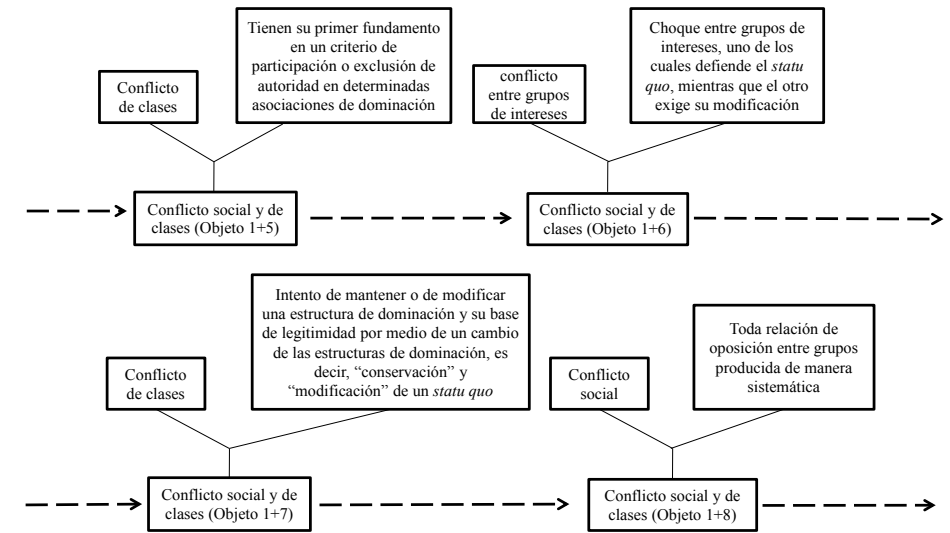 Conflicto
de clases
Tienen su primer fundamento
en un criterio de
participación o exclusión de
autoridad en determinadas
asociaciones de dominación
conflicto
entre grupos
de intereses
Choque entre grupos de
intereses, uno de los
cuales defiende el statu
quo, mientras que el otro
exige su modificación
Conflicto social y de
clases (Objeto 1+5)
Conflicto social y de
clases (Objeto 1+6)
Conflicto
de clases
Intento de mantener o de modificar
una estructura de dominación y su base
de legitimidad por medio de un cambio
de las estructuras de dominación, es
decir, “conservación” y
“modificación” de un statu quo
Conflicto
social
Toda relación de
oposición entre grupos
producida de manera
sistemática
Conflicto social y de
clases (Objeto 1+7)
Conflicto social y de
clases (Objeto 1+8)